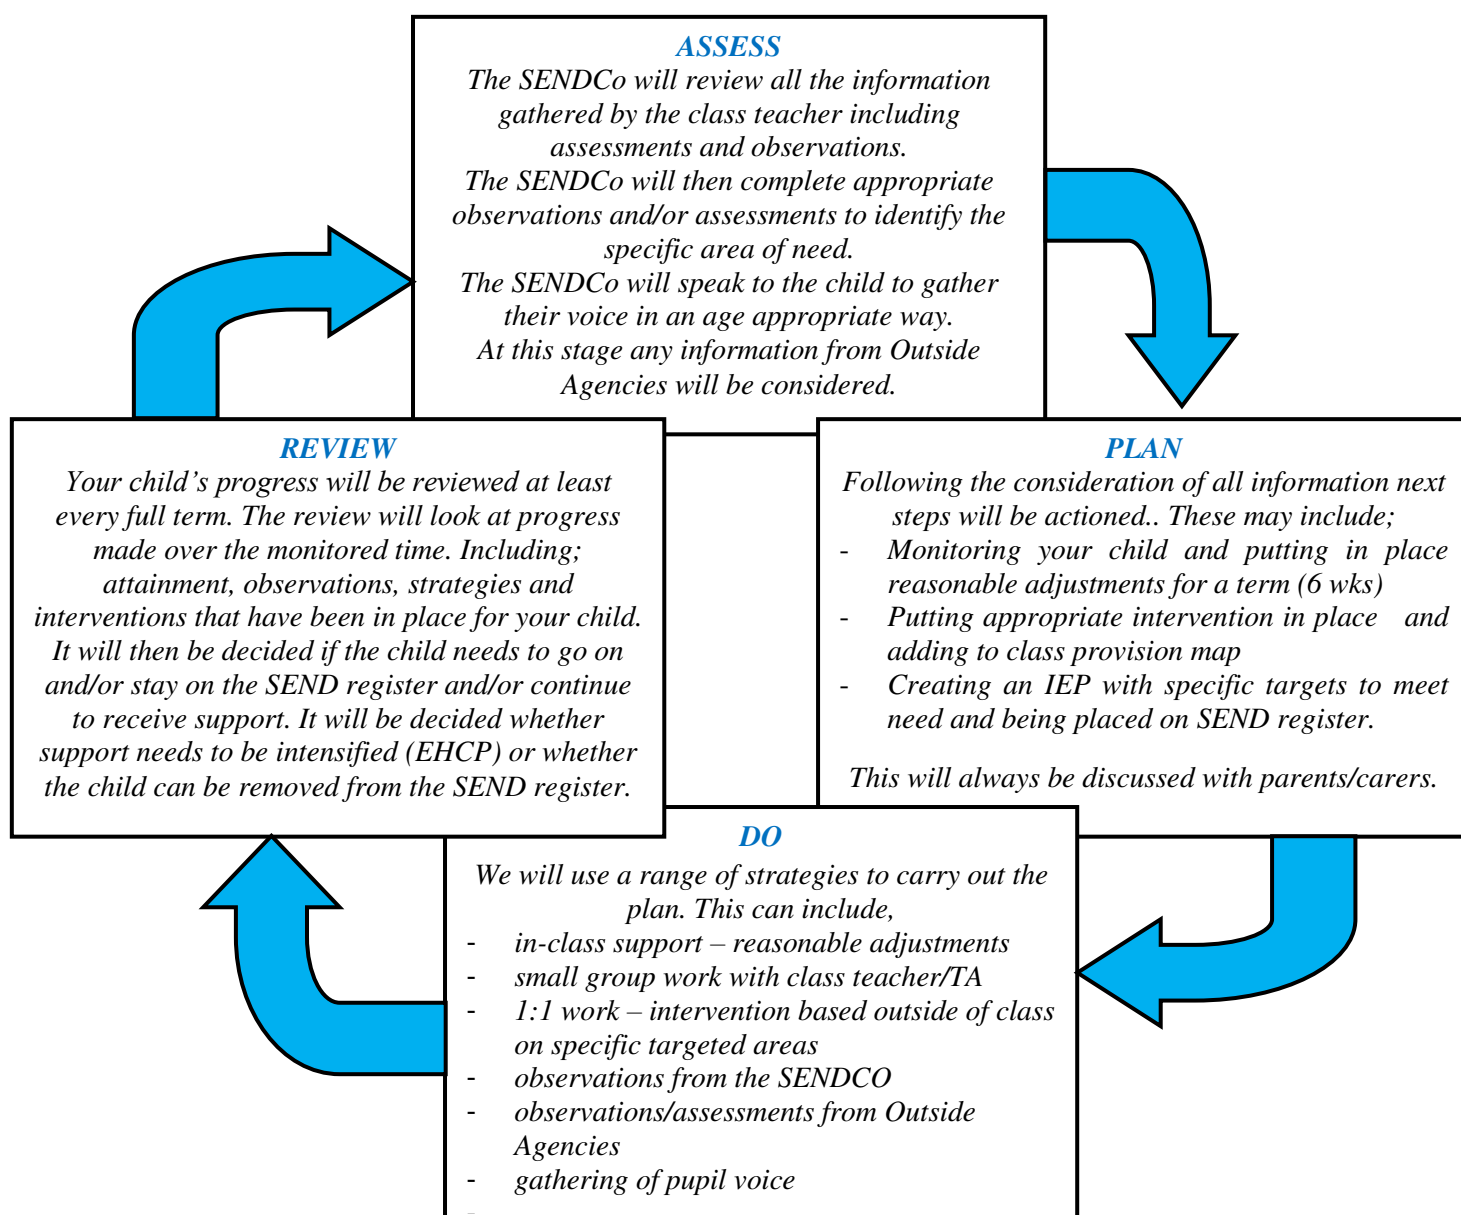 ASSESS
The SENDCo will review all the information
gathered by the class teacher including
assessments and observations.
The SENDCo will then complete appropriate
observations and/or assessments to identify the
specific area of need.
The SENDCo will speak to the child to gather
their voice in an age appropriate way.
At this stage any information from Outside
Agencies will be considered.
PLAN
Following the consideration of all information next
steps will be actioned.. These may include;
- Monitoring your child and putting in place
reasonable adjustments for a term (6 wks)
- Putting appropriate intervention in place and
adding to class provision map
- Creating an IEP with specific targets to meet
need and being placed on SEND register.
This will always be discussed with parents/carers.
DO
We will use a range of strategies to carry out the
plan. This can include,
- in-class support – reasonable adjustments
- small group work with class teacher/TA
- 1:1 work – intervention based outside of class
on specific targeted areas
- observations from the SENDCO
- observations/assessments from Outside
Agencies
- gathering of pupil voice
-
REVIEW
Your child’s progress will be reviewed at least
every full term. The review will look at progress
made over the monitored time. Including;
attainment, observations, strategies and
interventions that have been in place for your child.
It will then be decided if the child needs to go on
and/or stay on the SEND register and/or continue
to receive support. It will be decided whether
support needs to be intensified (EHCP) or whether
the child can be removed from the SEND register.